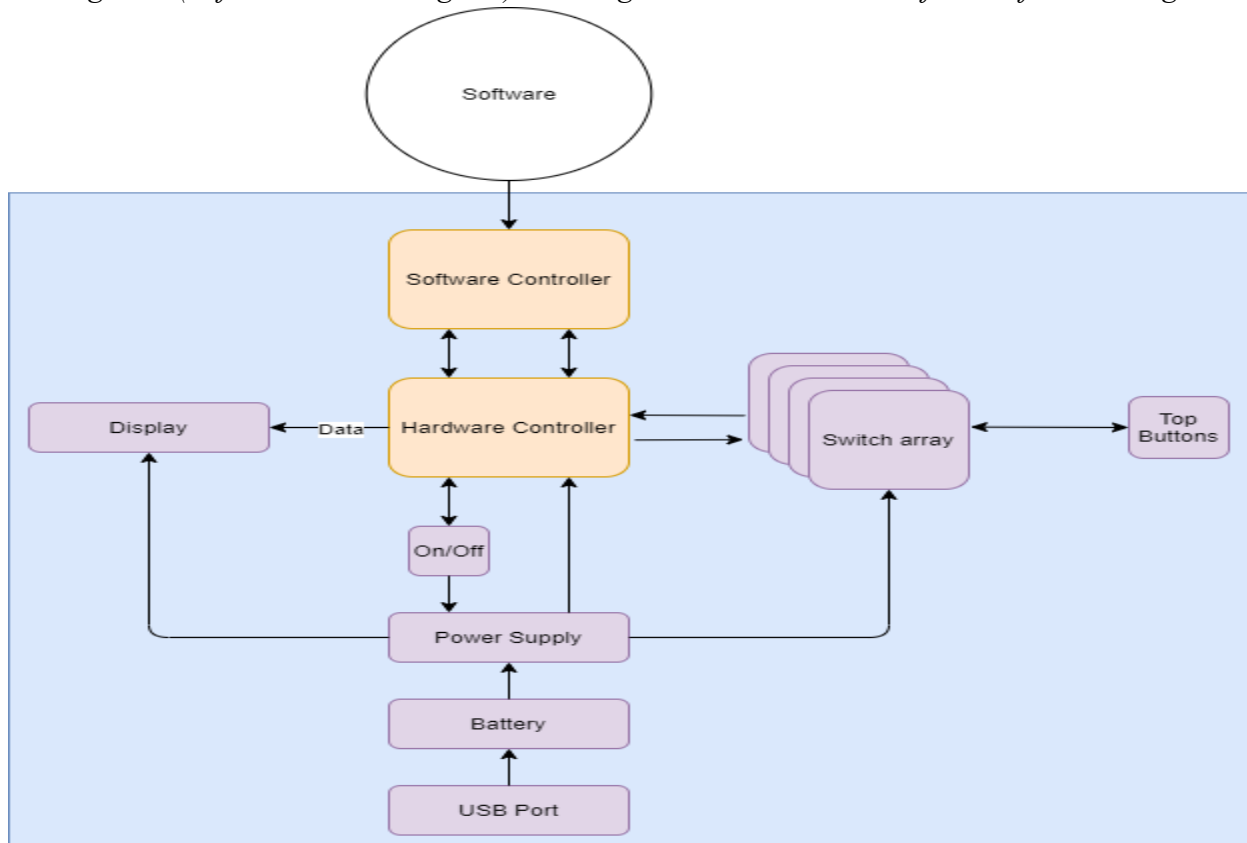 Software
Software Controller
Display
Data
Hardware Controller
Switch array
Top
Buttons
On/Off
Power Supply
Battery
USB Port